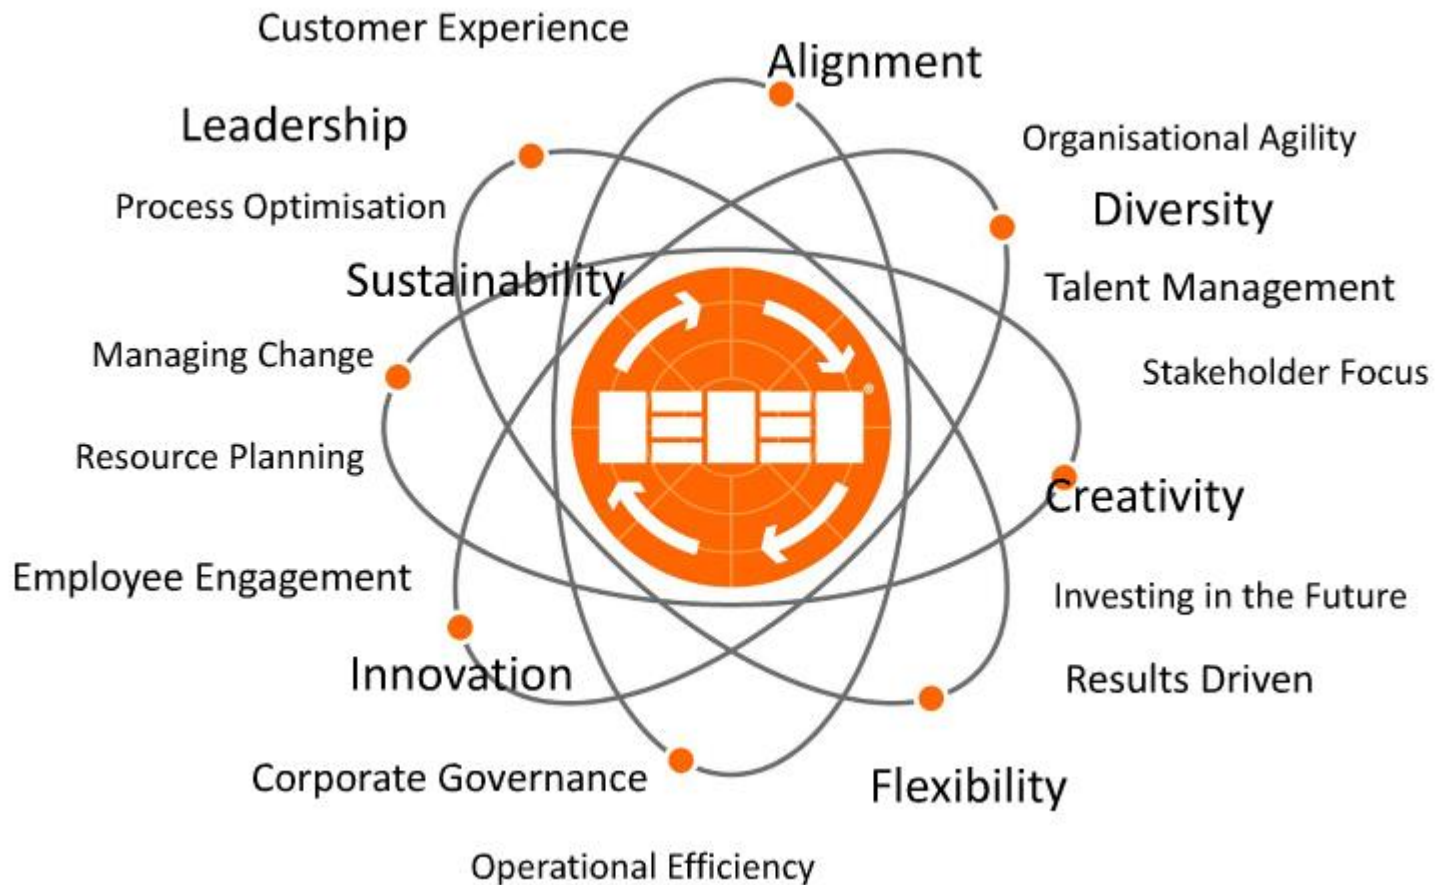 Customer Experience
Alignment
Leadership
Organisational Agility
Process Optimisation
Diversity
Sustainability
Talent Management
Managing Change
Stakeholder Focus
®
Resource Planning
Creativity
Employee Engagement
Investing in the Future
Innovation
Results Driven
Corporate Governance
Flexibility
Operational Efficiency